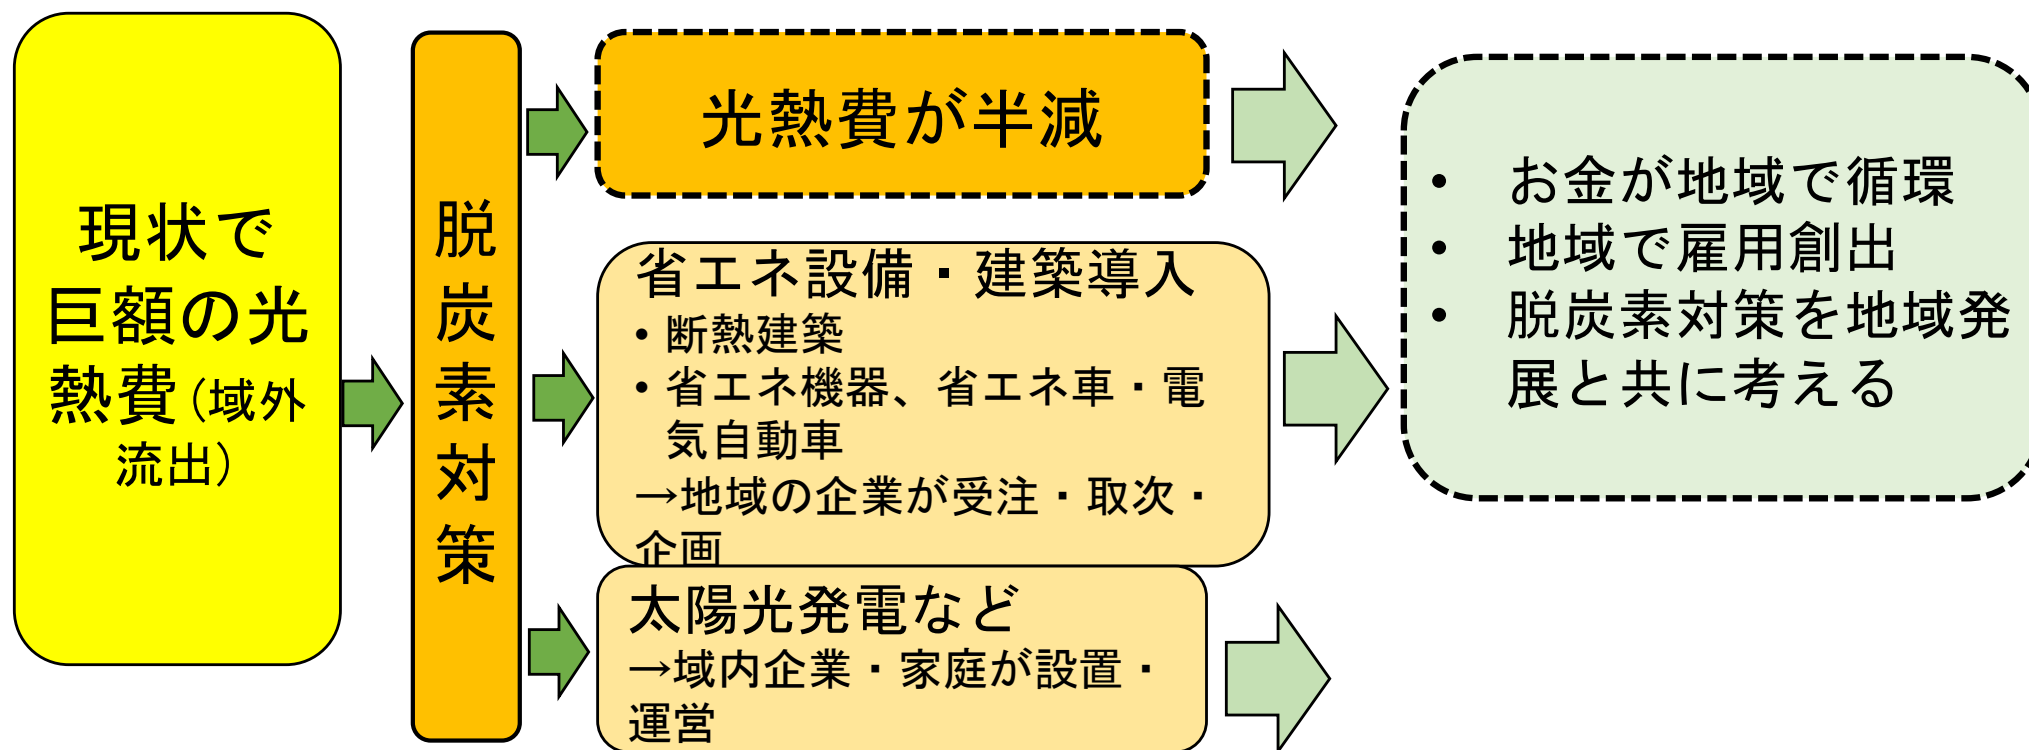 現状で
巨額の光
熱費(域外
流出)
脱
炭
素
対
策
光熱費が半減
省エネ設備・建築導入
• 断熱建築
• 省エネ機器、省エネ車・電
気自動車
→地域の企業が受注・取次・
企画
太陽光発電など
→域内企業・家庭が設置・
運営
• お金が地域で循環
• 地域で雇用創出
• 脱炭素対策を地域発
展と共に考える